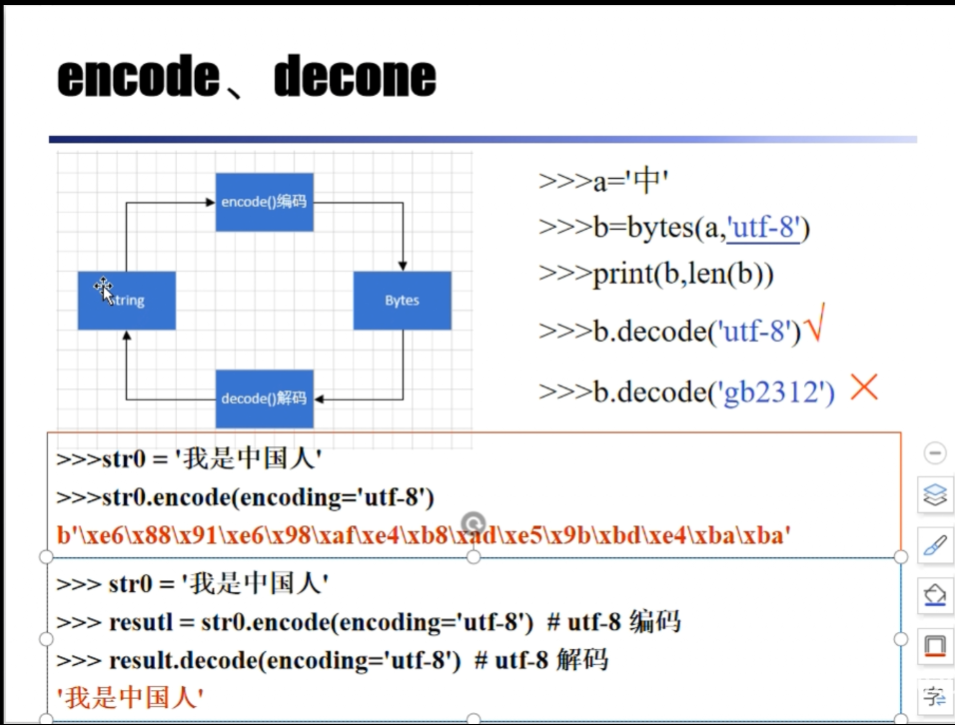 encode、decone
encode()编码
tring
Bytes
decode()解码
>>>a='中'
>>>b=bytes(a,'utf-8')
>>>print(b,len(b))
>>>b.decode('utf-8')√
>>>b.decode('gb2312') ×
>>>str0 = '我是中国人'
>>>str0.encode(encoding='utf-8')
b'\xe6\x88\x91\xe6\x98\xaf\xe4\xb8\xad\xe5\x9b\xbd\xe4\xba\xba'
>>> str0 = '我是中国人'
>>> resutl = str0.encode(encoding='utf-8') # utf-8 编码
>>> result.decode(encoding='utf-8') # utf-8 解码
'我是中国人'
字